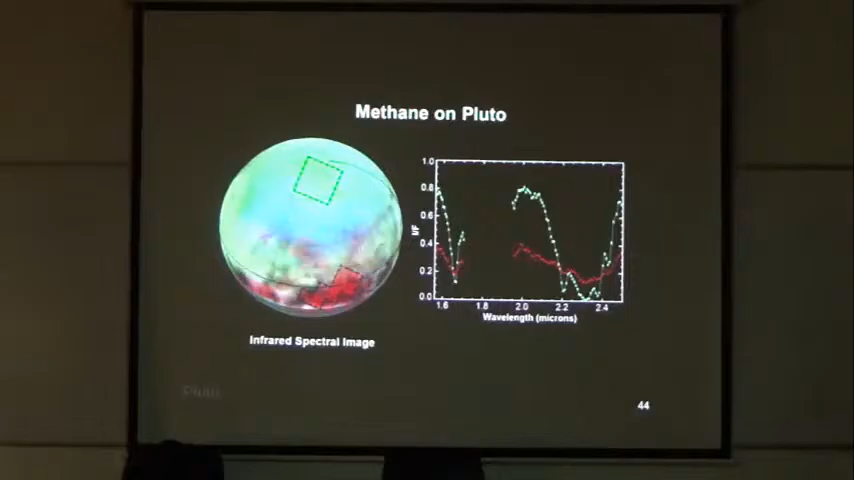 Methane on Pluto
1.0
0.8
0.6
0.4
0.2
0.0
I/F
1.6 1.8 2.0 2.2 2.4
Wavelength (microns)
Infrared Spectral Image
Pluto
44